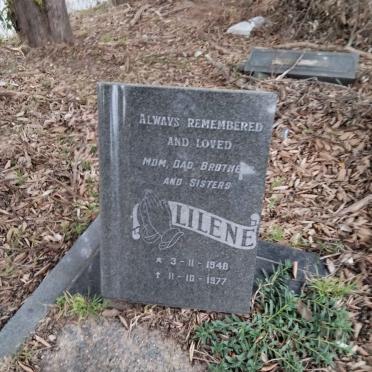 ALWAYS REMEMBERED
AND LOVED
MOM, DAD, BROTHER
AND SISTERS
LILENE
* 3-11-1948
† 11-10-1977